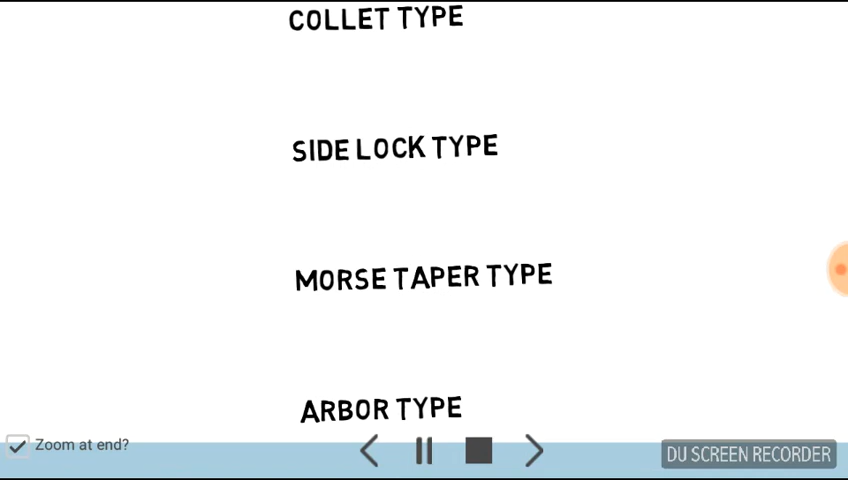 COLLET TYPE
SIDE LOCK TYPE
MORSE TAPER TYPE
ARBOR TYPE
Zoom at end?
DU SCREEN RECORDER